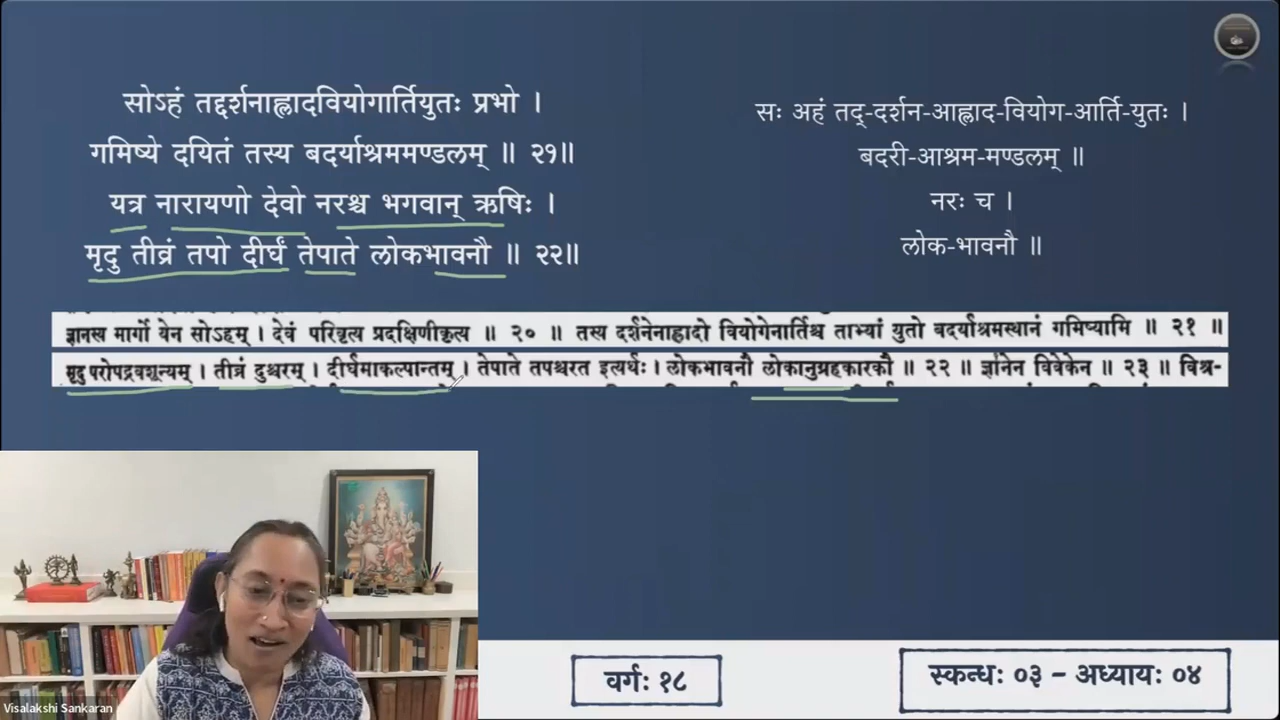 सोऽहं तद्दर्शनाह्लादवियोगार्तियुतः प्रभो ।
गमिष्ये दयितं तस्य बदर्याश्रममण्डलम् ॥ २१॥
यत्र नारायणो देवो नरश्च भगवान् ऋषिः ।
मृदु तीव्रं तपो दीर्घं तेपाते लोकभावनौ ॥ २२॥
सः अहं तद्-दर्शन-आह्लाद-वियोग-आर्ति-युतः ।
बदरी-आश्रम-मण्डलम् ॥
नरः च ।
लोक-भावनौ ॥
ज्ञानस्य मार्गो येन सोऽहम् । देवं परिवृत्य प्रदक्षिणीकृत्य ॥ २० ॥ तस्य दर्शनेनाह्लादो वियोगेनार्तिश्च ताभ्यां युतो बदर्याश्रमस्थानं गमिष्यामि ॥ २१ ॥
मृदु परोपद्रवशून्यम् । तीव्रं दुश्चरम् । दीर्घमाकल्पान्तम् । तेपाते तपश्चरत इत्यर्थः । लोकभावनौ लोकानुग्रहकारकौ ॥ २२ ॥ ज्ञानेन विवेकेन ॥ २३ ॥ विश्र-
Visalakshi Sankaran
वर्गः १८
स्कन्धः ०३ – अध्यायः ०४